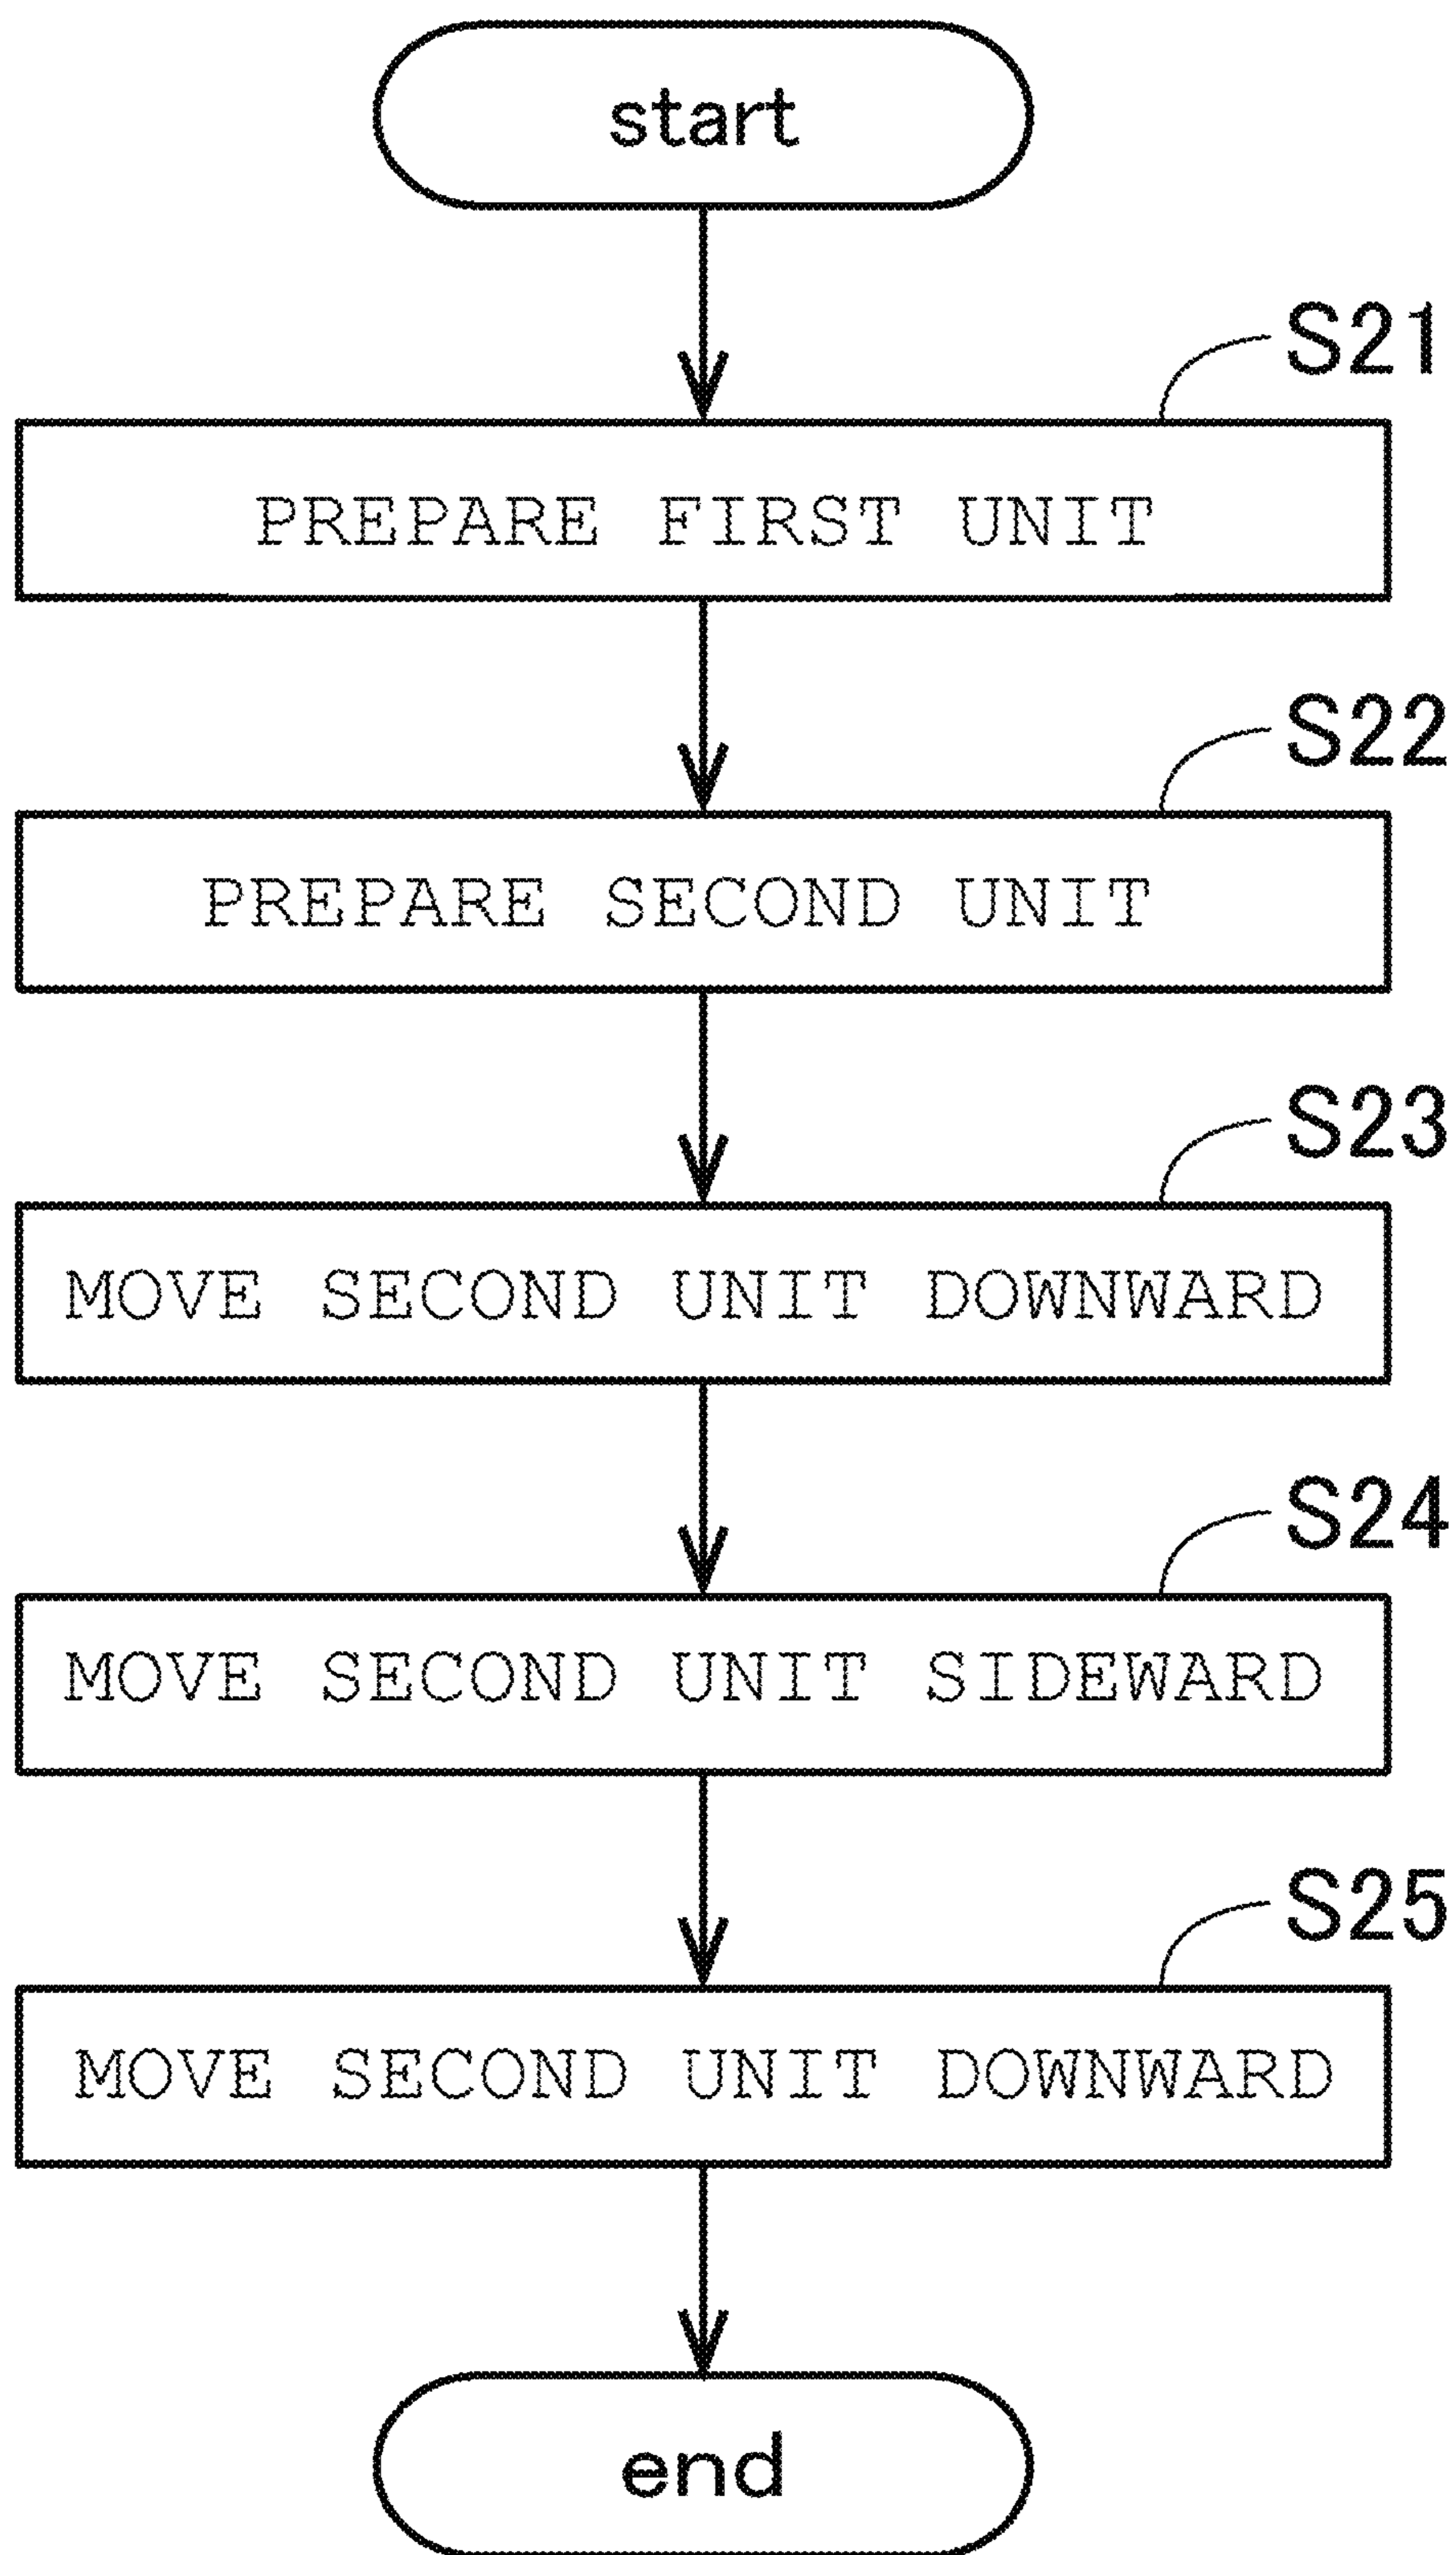 start
S21
PREPARE FIRST UNIT
S22
PREPARE SECOND UNIT
S23
MOVE SECOND UNIT DOWNWARD
S24
MOVE SECOND UNIT SIDEWARD
S25
MOVE SECOND UNIT DOWNWARD
end